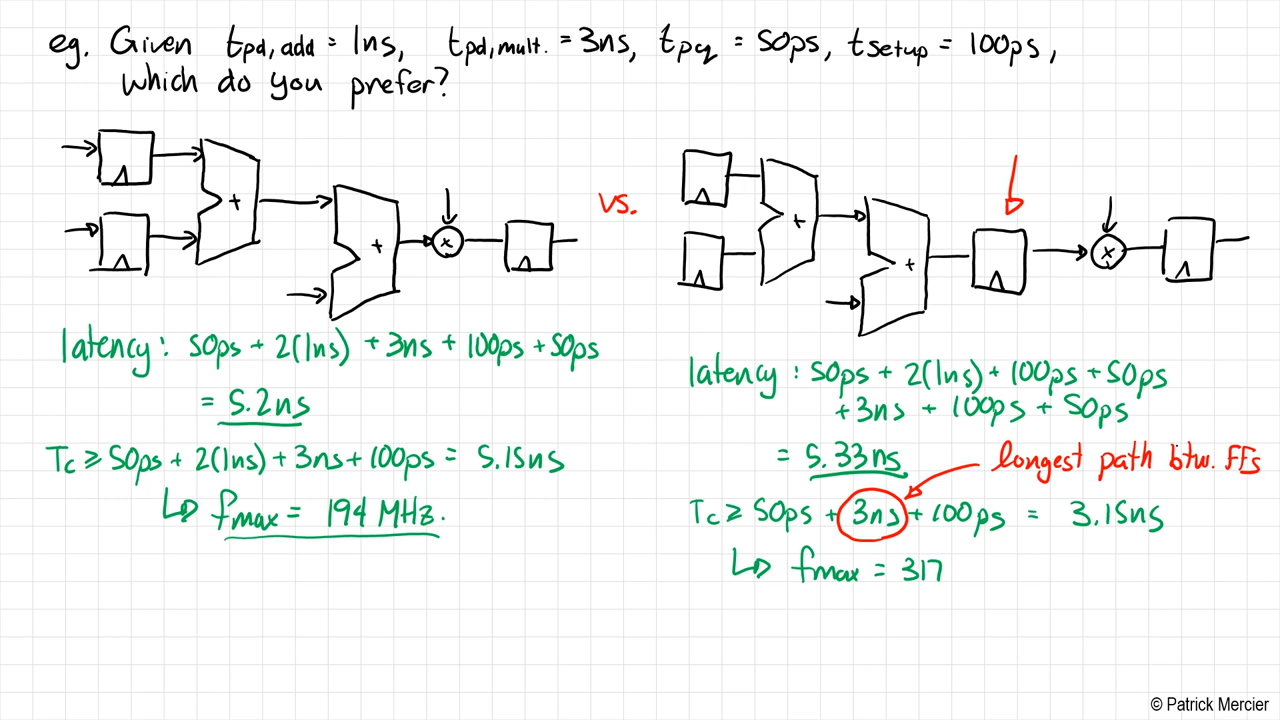 eg. Given tpd,add = 1ns, tpd,mult. = 3ns, tpcq = 50ps, tsetup = 100ps,
which do you prefer?
+
+
x
vs.
+
+
x
latency: 50ps + 2(1ns) + 3ns + 100ps + 50ps
= 5.2ns
Tc ≥ 50ps + 2(1ns) + 3ns + 100ps = 5.15ns
↳ fmax = 194 MHz.
latency: 50ps + 2(1ns) + 100ps + 50ps
+ 3ns + 100ps + 50ps
= 5.33ns
longest path btw. FFs
Tc ≥ 50ps + 3ns + 100ps = 3.15ns
↳ fmax = 317
© Patrick Mercier